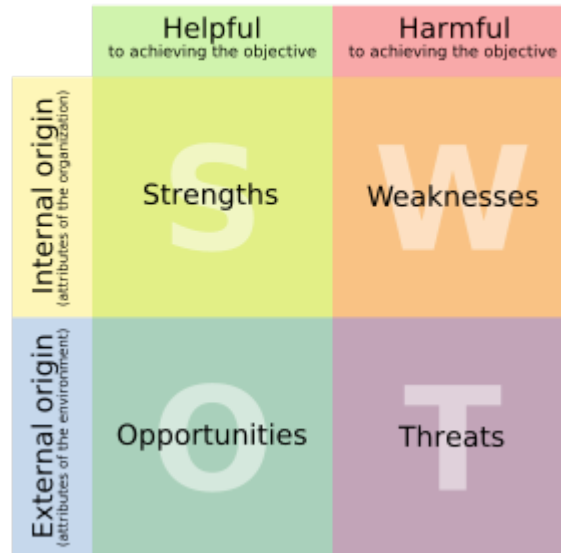 Helpful
to achieving the objective
Harmful
to achieving the objective
Internal origin
(attributes of the organization)
S
Strengths
W
Weaknesses
External origin
(attributes of the environment)
O
Opportunities
T
Threats